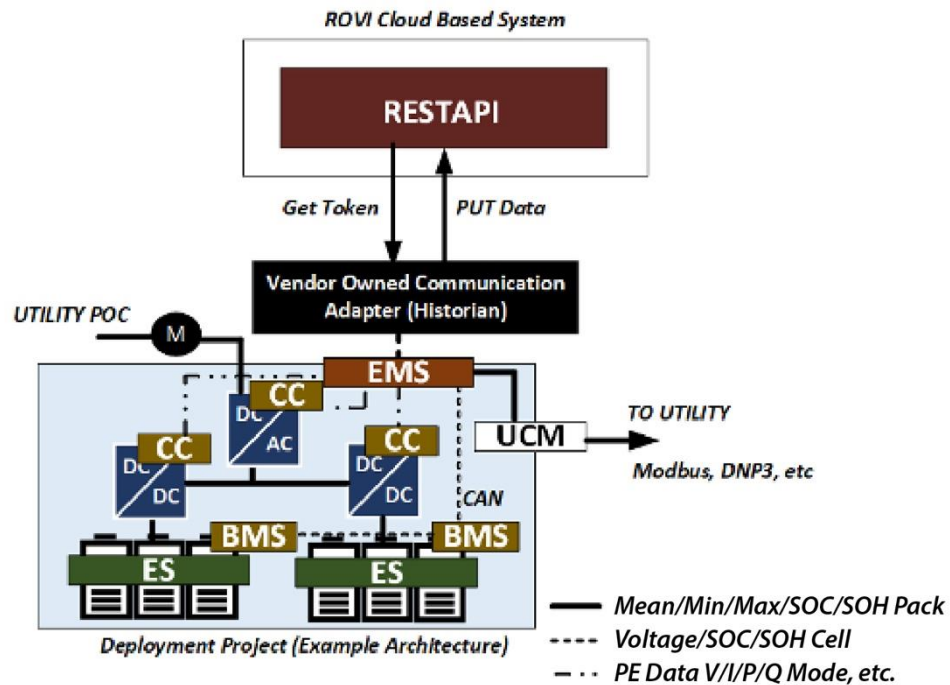 ROVI Cloud Based System
RESTAPI
Get Token
PUT Data
Vendor Owned Communication
Adapter (Historian)
UTILITY POC
M
EMS
CC
DC
AC
CC
DC
DC
CC
DC
DC
UCM
TO UTILITY
Modbus, DNP3, etc
CAN
BMS
BMS
ES
ES
Deployment Project (Example Architecture)
Mean/Min/Max/SOC/SOH Pack
Voltage/SOC/SOH Cell
PE Data V/I/P/Q Mode, etc.